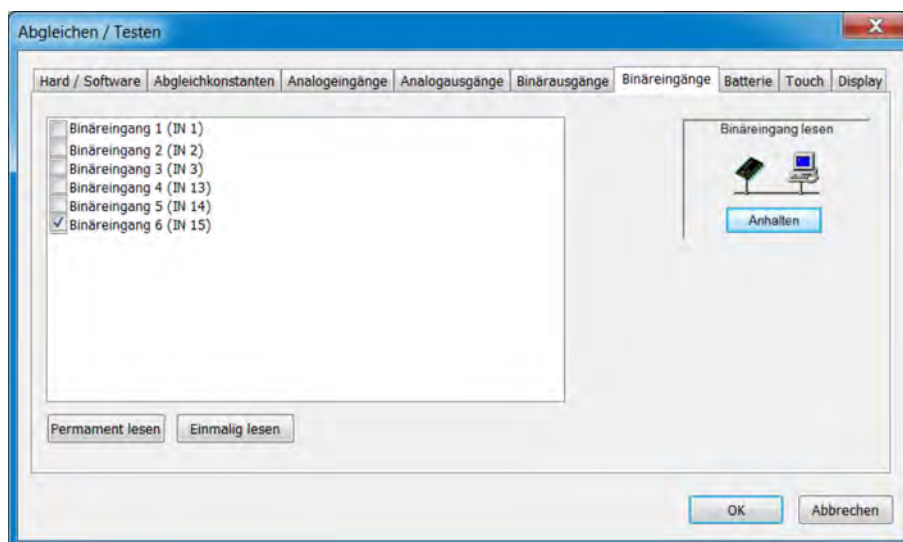 Abgleichen / Testen
Hard / Software Abgleichkonstanten Analogeingänge Analogausgänge Binärausgänge Binäreingänge Batterie Touch Display
Binäreingang 1 (IN 1)
Binäreingang 2 (IN 2)
Binäreingang 3 (IN 3)
Binäreingang 4 (IN 13)
Binäreingang 5 (IN 14)
Binäreingang 6 (IN 15)
Binäreingang lesen
Anhalten
Permament lesen Einmalig lesen
OK Abbrechen